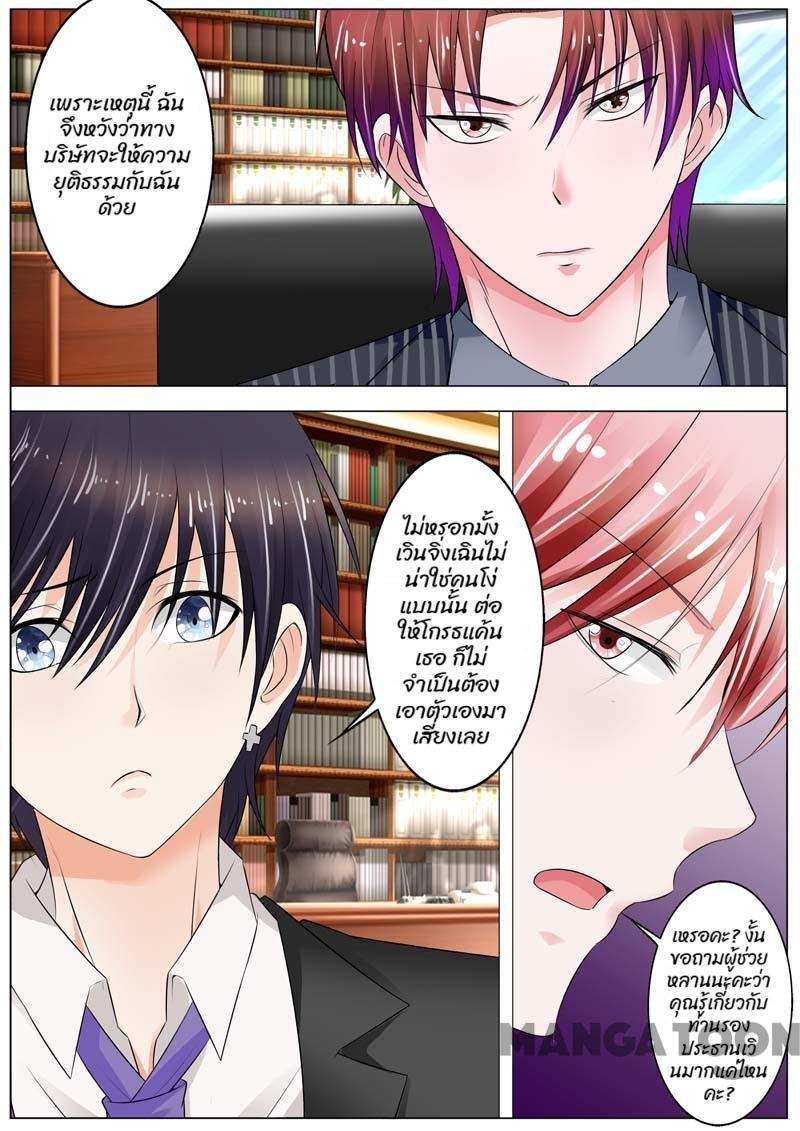 เพราะเหตุนี้ ฉัน
จึงหวังว่าทาง
บริษัทจะให้ความ
ยุติธรรมกับฉัน
ด้วย
ไม่หรอกมั้ง
เวินจิ่งเฉินไม่
น่าใช่คนโง่
แบบนั้น ต่อ
ให้โกรธแค้น
เธอ ก็ไม่
จำเป็นต้อง
เอาตัวเองมา
เสี่ยงเลย
เหรอคะ? งั้น
ขอถามผู้ช่วย
หลานนะคะว่า
คุณรู้เกี่ยวกับ
ท่านรอง
ประธานเวิน
มากแค่ไหน
คะ?
MANGATOON